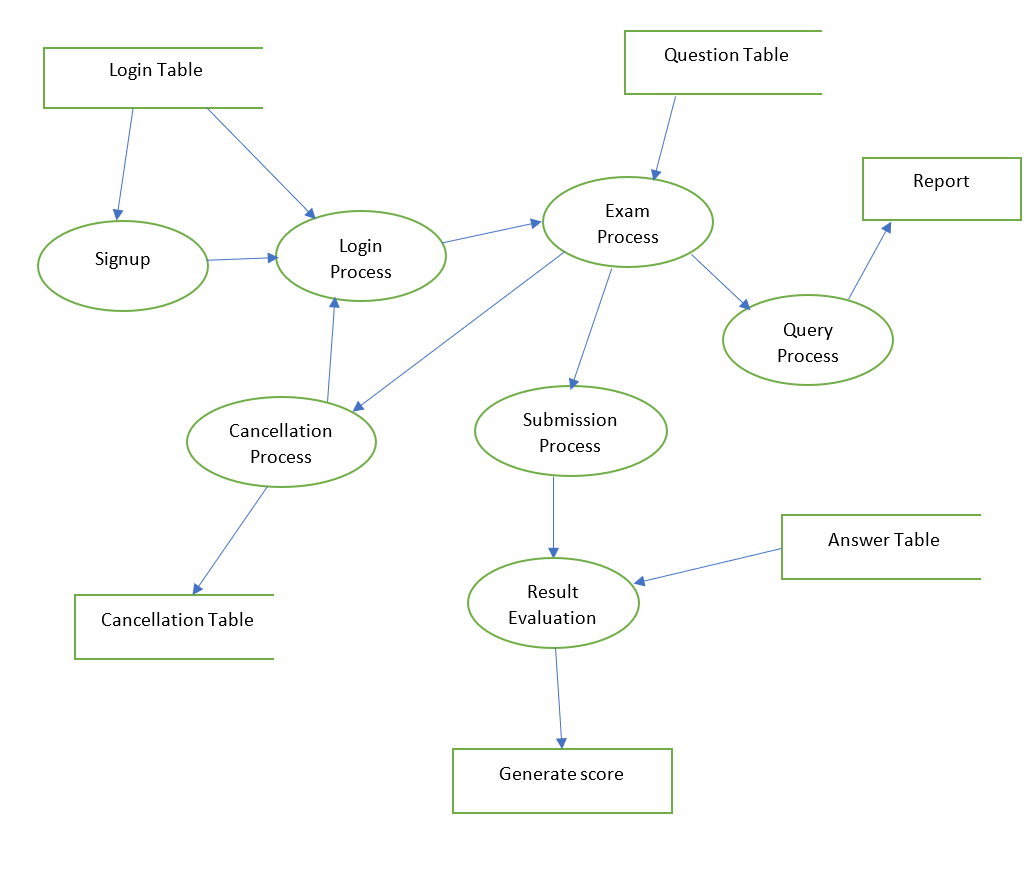 Login Table
Question Table
Report
Signup
Login
Process
Exam
Process
Query
Process
Cancellation
Process
Submission
Process
Answer Table
Result
Evaluation
Cancellation Table
Generate score